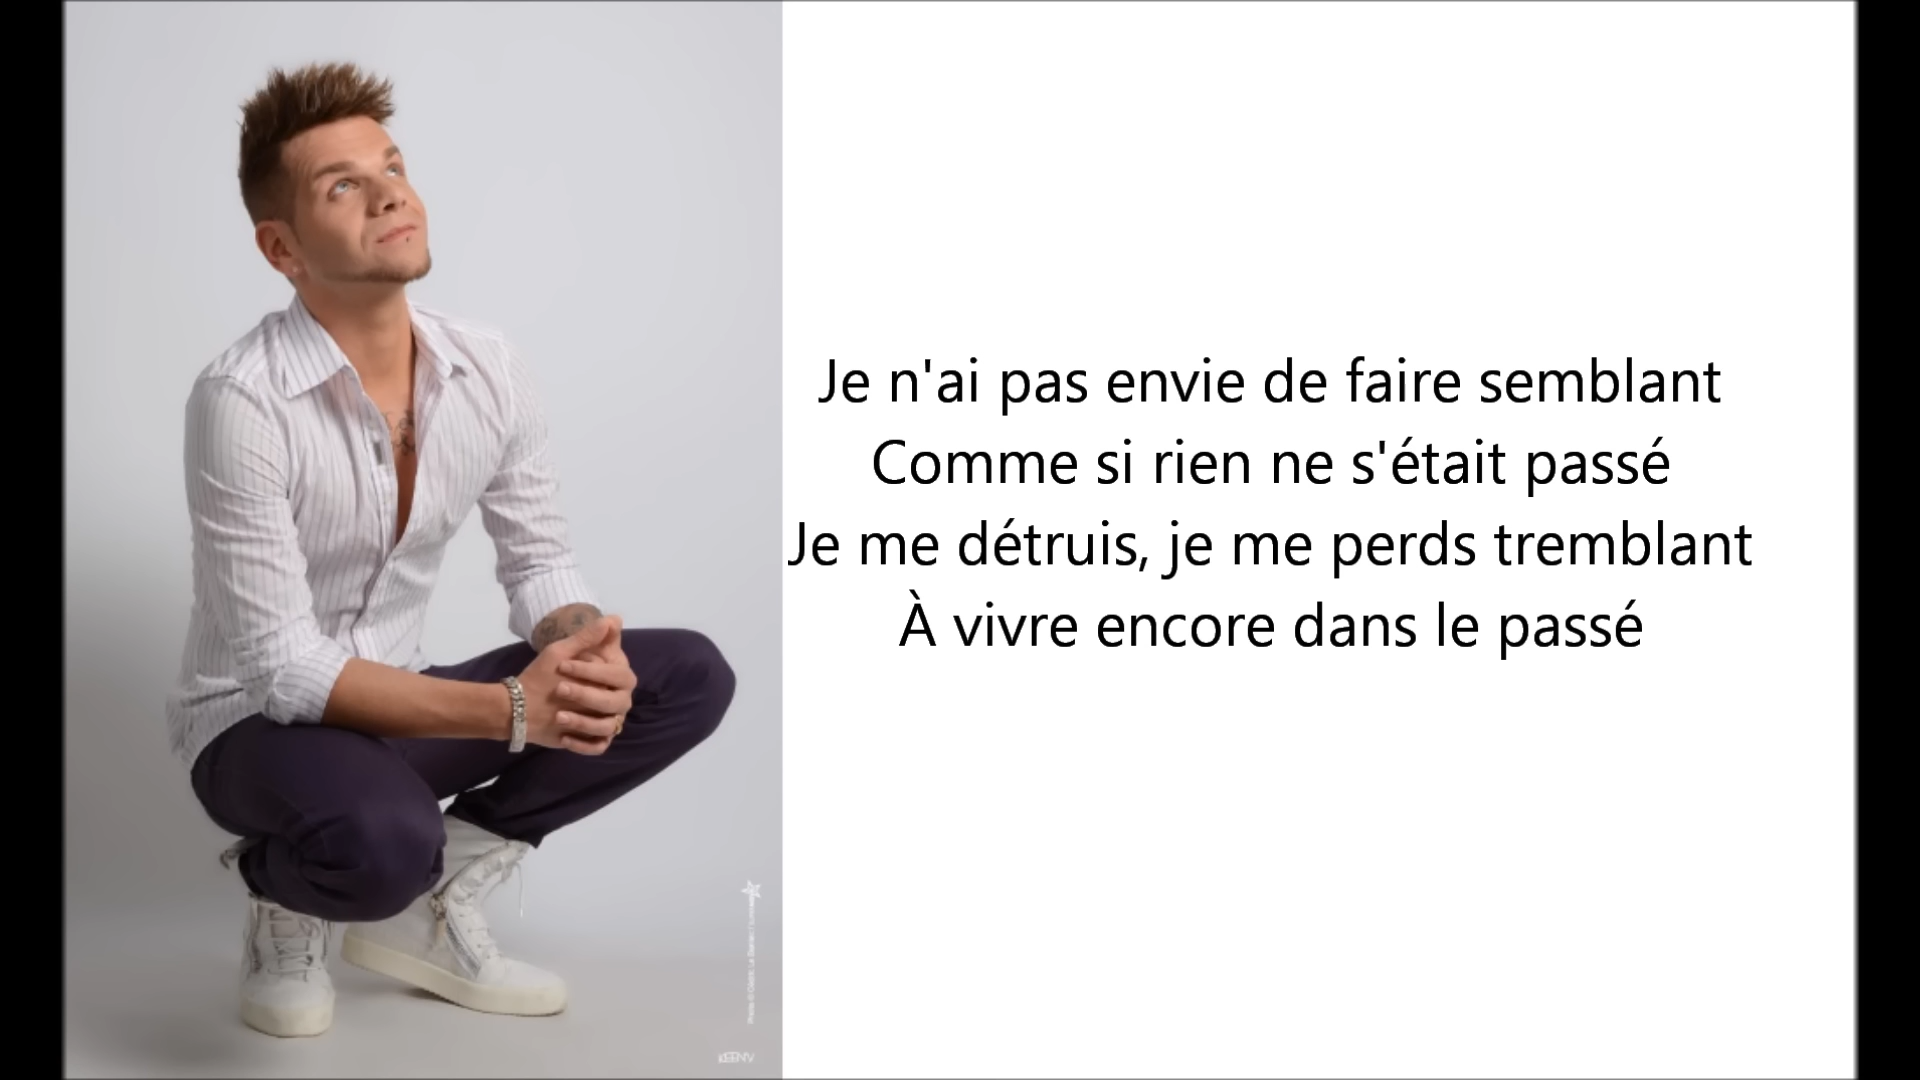 Je n'ai pas envie de faire semblant
Comme si rien ne s'était passé
Je me détruis, je me perds tremblant
À vivre encore dans le passé
KEENV